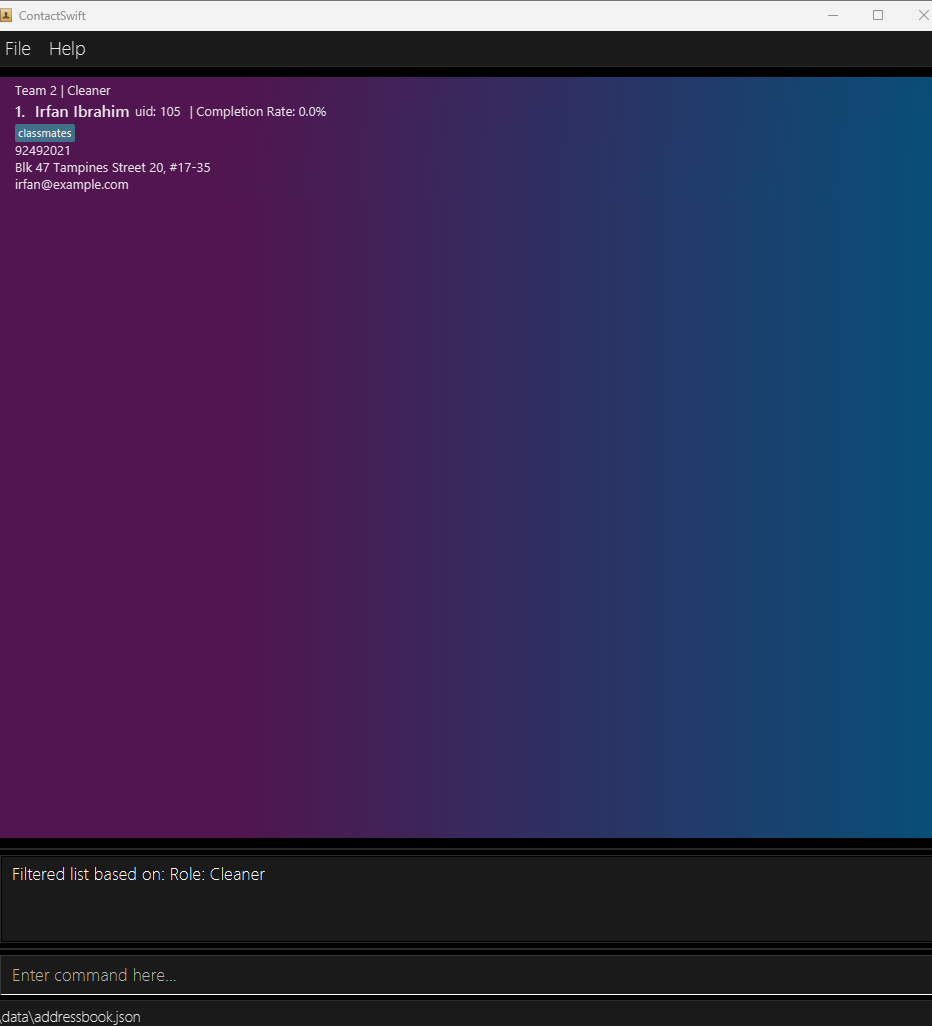 ContactSwift
File Help
Team 2 | Cleaner
1. Irfan Ibrahim uid: 105 | Completion Rate: 0.0%
classmates
92492021
Blk 47 Tampines Street 20, #17-35
irfan@example.com
Filtered list based on: Role: Cleaner
Enter command here...
\data\addressbook.json